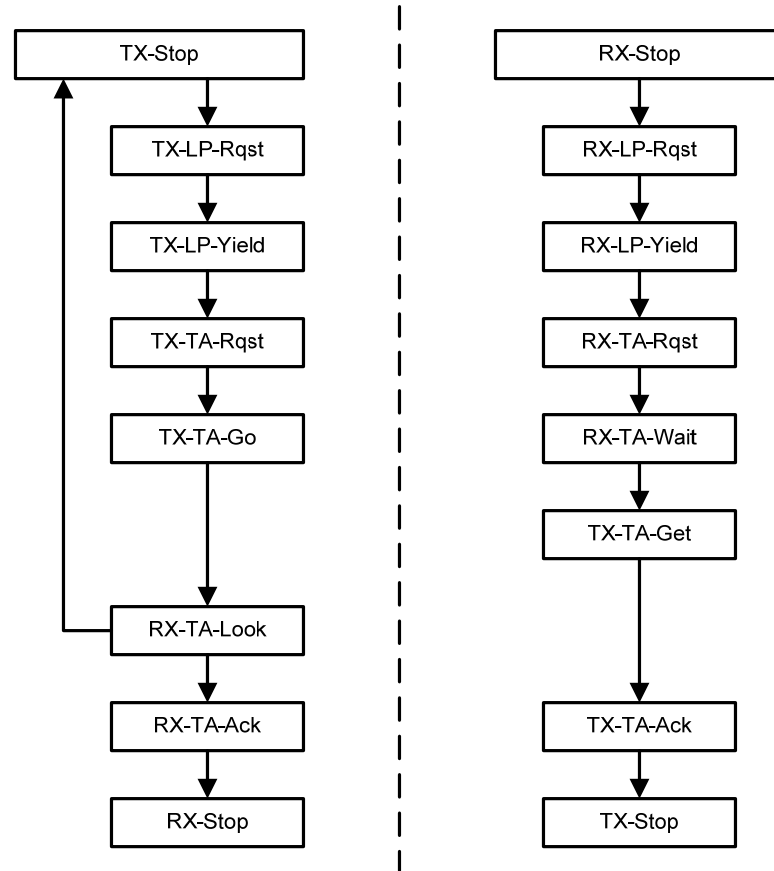 TX-Stop
TX-LP-Rqst
TX-LP-Yield
TX-TA-Rqst
TX-TA-Go
RX-TA-Look
RX-TA-Ack
RX-Stop
RX-Stop
RX-LP-Rqst
RX-LP-Yield
RX-TA-Rqst
RX-TA-Wait
TX-TA-Get
TX-TA-Ack
TX-Stop